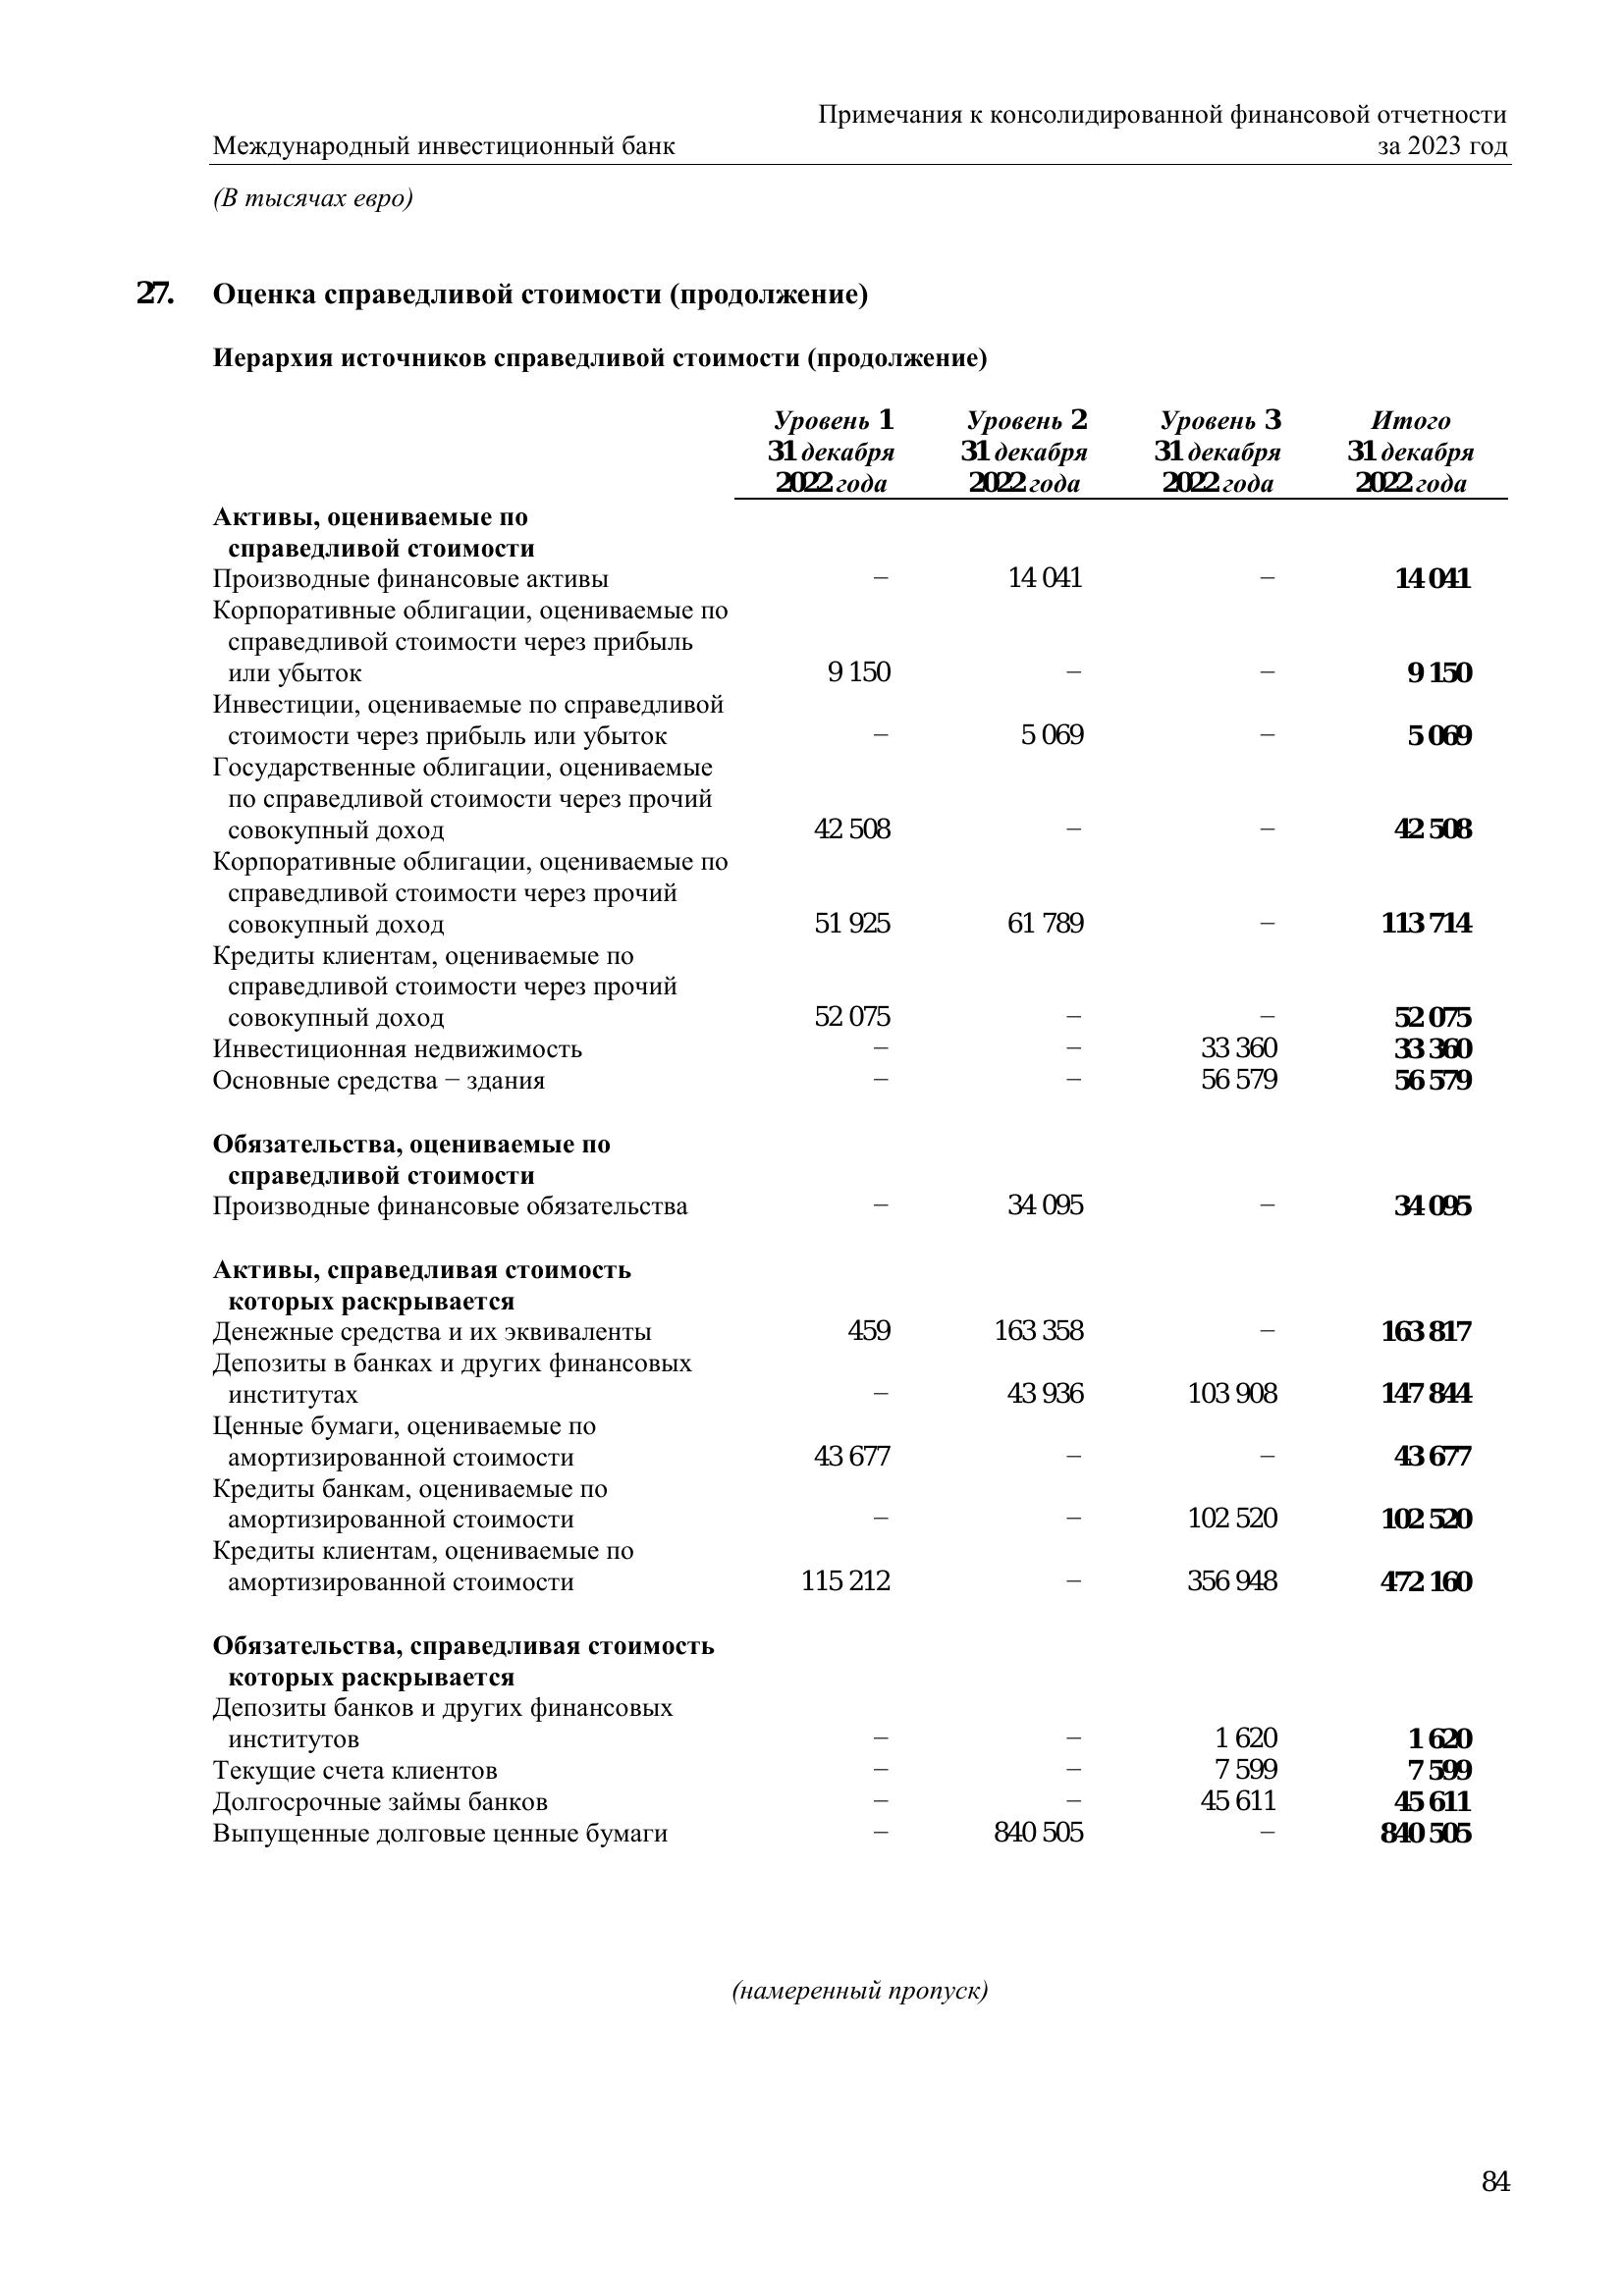 Примечания к консолидированной финансовой отчетности
Международный инвестиционный банк за 2023 год
(В тысячах евро)
27. Оценка справедливой стоимости (продолжение)
Иерархия источников справедливой стоимости (продолжение)
Уровень 1 Уровень 2 Уровень 3 Итого
31 декабря 31 декабря 31 декабря 31 декабря
2022 года 2022 года 2022 года 2022 года
Активы, оцениваемые по
справедливой стоимости
Производные финансовые активы – 14 041 – 14 041
Корпоративные облигации, оцениваемые по
справедливой стоимости через прибыль
или убыток 9 150 – – 9 150
Инвестиции, оцениваемые по справедливой
стоимости через прибыль или убыток – 5 069 – 5 069
Государственные облигации, оцениваемые
по справедливой стоимости через прочий
совокупный доход 42 508 – – 42 508
Корпоративные облигации, оцениваемые по
справедливой стоимости через прочий
совокупный доход 51 925 61 789 – 113 714
Кредиты клиентам, оцениваемые по
справедливой стоимости через прочий
совокупный доход 52 075 – – 52 075
Инвестиционная недвижимость – – 33 360 33 360
Основные средства – здания – – 56 579 56 579
Обязательства, оцениваемые по
справедливой стоимости
Производные финансовые обязательства – 34 095 – 34 095
Активы, справедливая стоимость
которых раскрывается
Денежные средства и их эквиваленты 459 163 358 – 163 817
Депозиты в банках и других финансовых
институтах – 43 936 103 908 147 844
Ценные бумаги, оцениваемые по
амортизированной стоимости 43 677 – – 43 677
Кредиты банкам, оцениваемые по
амортизированной стоимости – – 102 520 102 520
Кредиты клиентам, оцениваемые по
амортизированной стоимости 115 212 – 356 948 472 160
Обязательства, справедливая стоимость
которых раскрывается
Депозиты банков и других финансовых
институтов – – 1 620 1 620
Текущие счета клиентов – – 7 599 7 599
Долгосрочные займы банков – – 45 611 45 611
Выпущенные долговые ценные бумаги – 840 505 – 840 505
(намеренный пропуск)
84